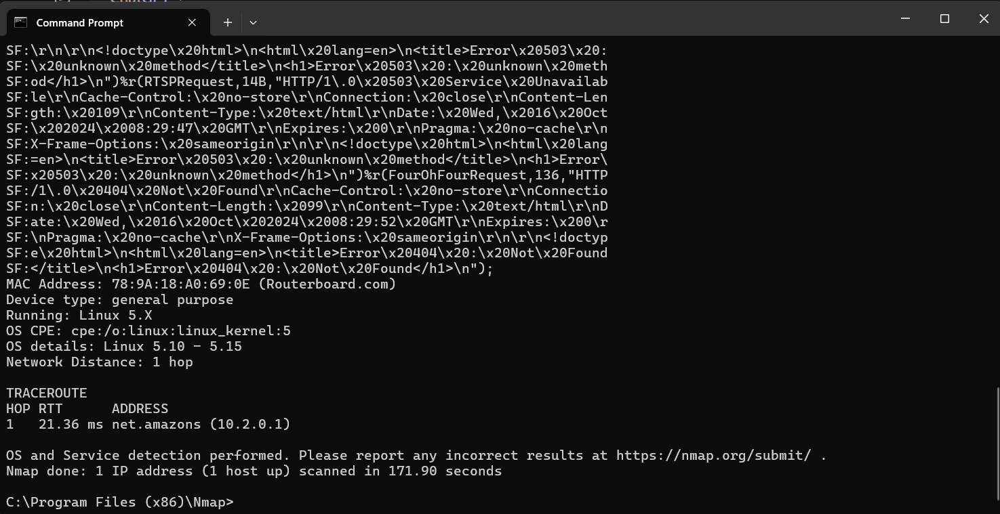 Command Prompt
SF:\r\n\r\n<!doctype\x20html>\n<html\x20lang=en>\n<title>Error\x20503\x20:
SF:\x20unknown\x20method</title>\n<h1>Error\x20503\x20:\x20unknown\x20meth
SF:od</h1>\n")%r(RTSPRequest,14B,"HTTP/1\.0\x20503\x20Service\x20Unavailab
SF:le\r\nCache-Control:\x20no-store\r\nConnection:\x20close\r\nContent-Len
SF:gth:\x20109\r\nContent-Type:\x20text/html\r\nDate:\x20Wed,\x2016\x20Oct
SF:\x202024\x2008:29:47\x20GMT\r\nExpires:\x200\r\nPragma:\x20no-cache\r\n
SF:X-Frame-Options:\x20sameorigin\r\n\r\n<!doctype\x20html>\n<html\x20lang
SF:=en>\n<title>Error\x20503\x20:\x20unknown\x20method</title>\n<h1>Error\
SF:x20503\x20:\x20unknown\x20method</h1>\n")%r(FourOhFourRequest,136,"HTTP
SF:/1\.0\x20404\x20Not\x20Found\r\nCache-Control:\x20no-store\r\nConnectio
SF:n:\x20close\r\nContent-Length:\x2099\r\nContent-Type:\x20text/html\r\nD
SF:ate:\x20Wed,\x2016\x20Oct\x202024\x2008:29:52\x20GMT\r\nExpires:\x200\r
SF:\nPragma:\x20no-cache\r\nX-Frame-Options:\x20sameorigin\r\n\r\n<!doctyp
SF:e\x20html>\n<html\x20lang=en>\n<title>Error\x20404\x20:\x20Not\x20Found
SF:</title>\n<h1>Error\x20404\x20:\x20Not\x20Found</h1>\n");
MAC Address: 78:9A:18:A0:69:0E (Routerboard.com)
Device type: general purpose
Running: Linux 5.X
OS CPE: cpe:/o:linux:linux_kernel:5
OS details: Linux 5.10 - 5.15
Network Distance: 1 hop
TRACEROUTE
HOP RTT      ADDRESS
1   21.36 ms net.amazons (10.2.0.1)
OS and Service detection performed. Please report any incorrect results at https://nmap.org/submit/ .
Nmap done: 1 IP address (1 host up) scanned in 171.90 seconds
C:\Program Files (x86)\Nmap>